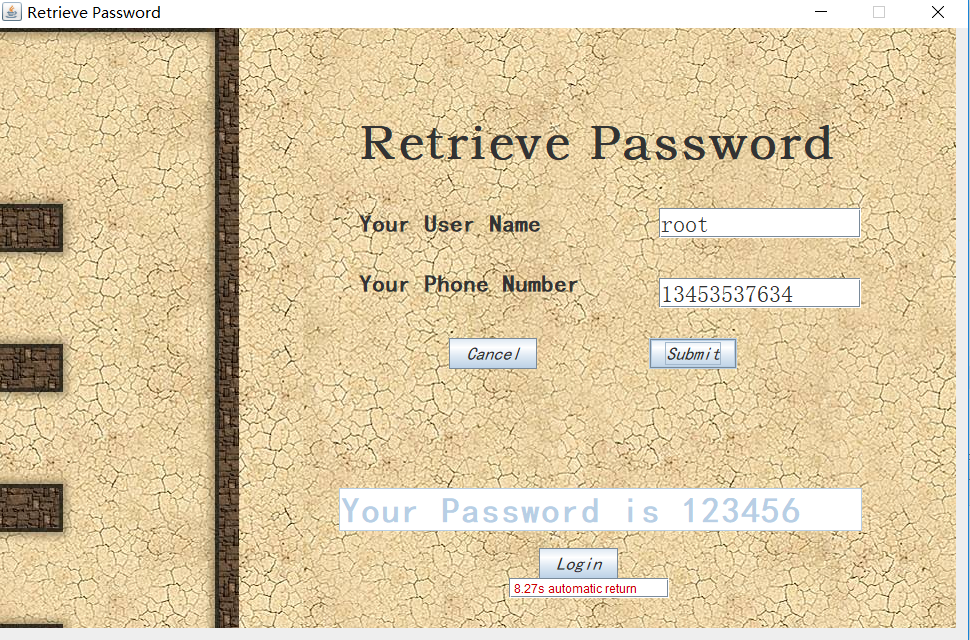 Retrieve Password
Retrieve Password
Your User Name
root
Your Phone Number
13453537634
Cancel
Submit
Your Password is 123456
Login
8.27s automatic return